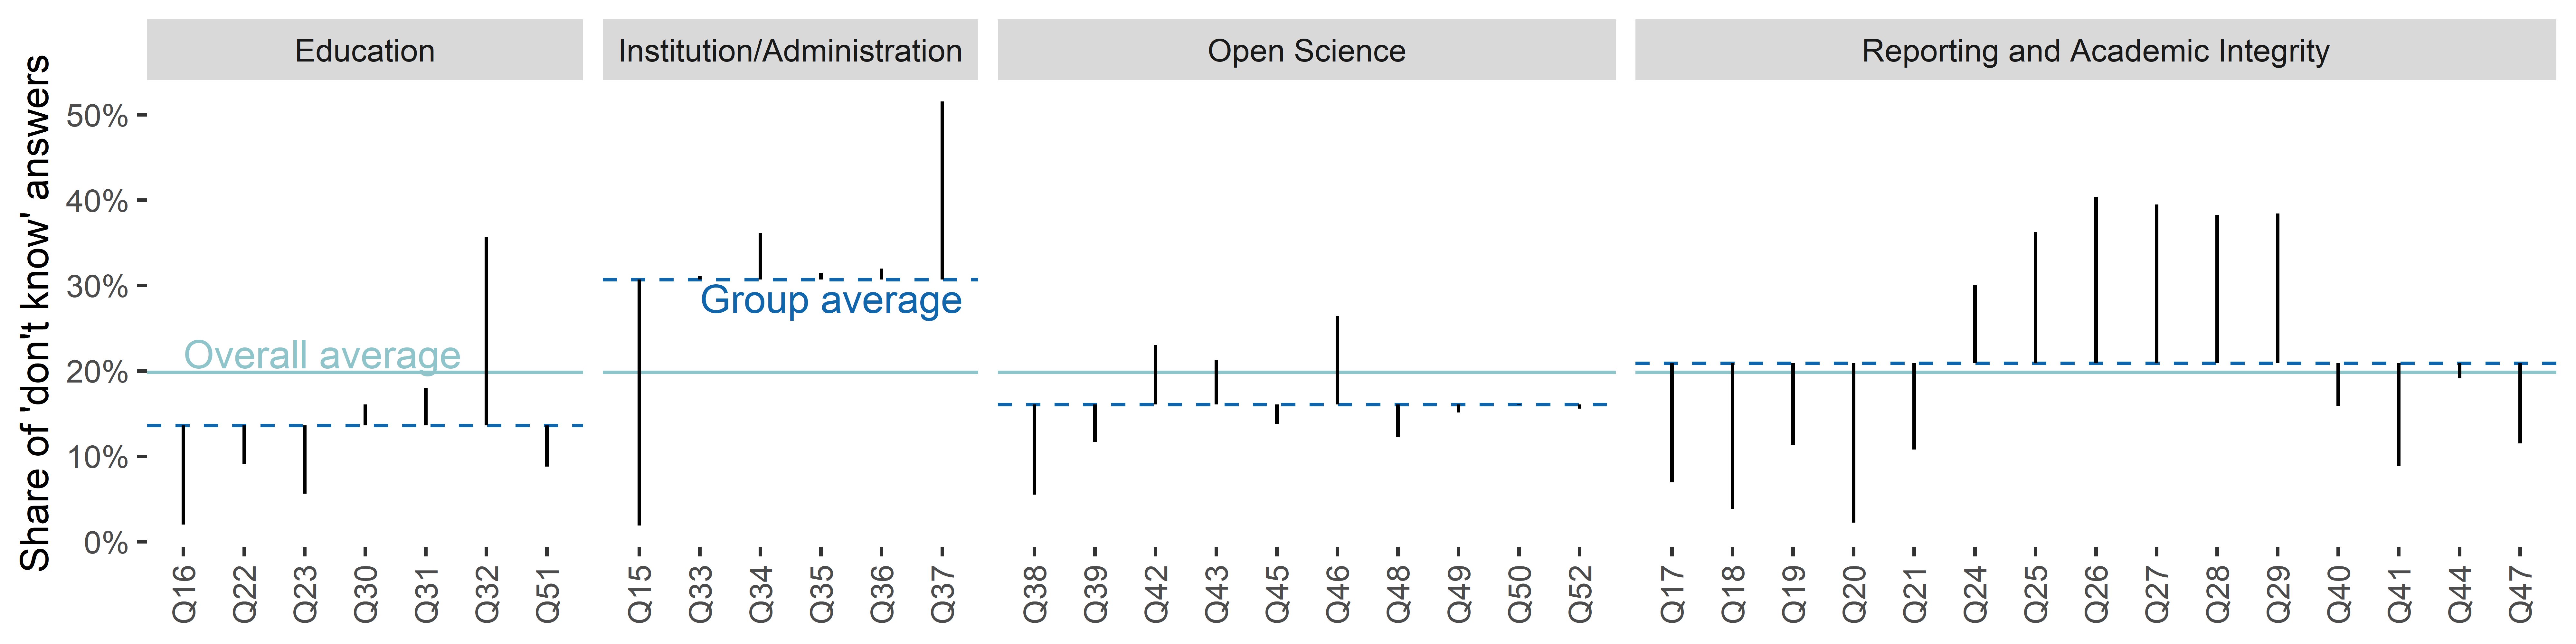 Education
Institution/Administration
Open Science
Reporting and Academic Integrity
Share of 'don't know' answers
50%
40%
30%
20%
10%
0%
Overall average
Group average
Q16
Q22
Q23
Q30
Q31
Q32
Q51
Q15
Q33
Q34
Q35
Q36
Q37
Q38
Q39
Q42
Q43
Q45
Q46
Q48
Q49
Q50
Q52
Q17
Q18
Q19
Q20
Q21
Q24
Q25
Q26
Q27
Q28
Q29
Q40
Q41
Q44
Q47